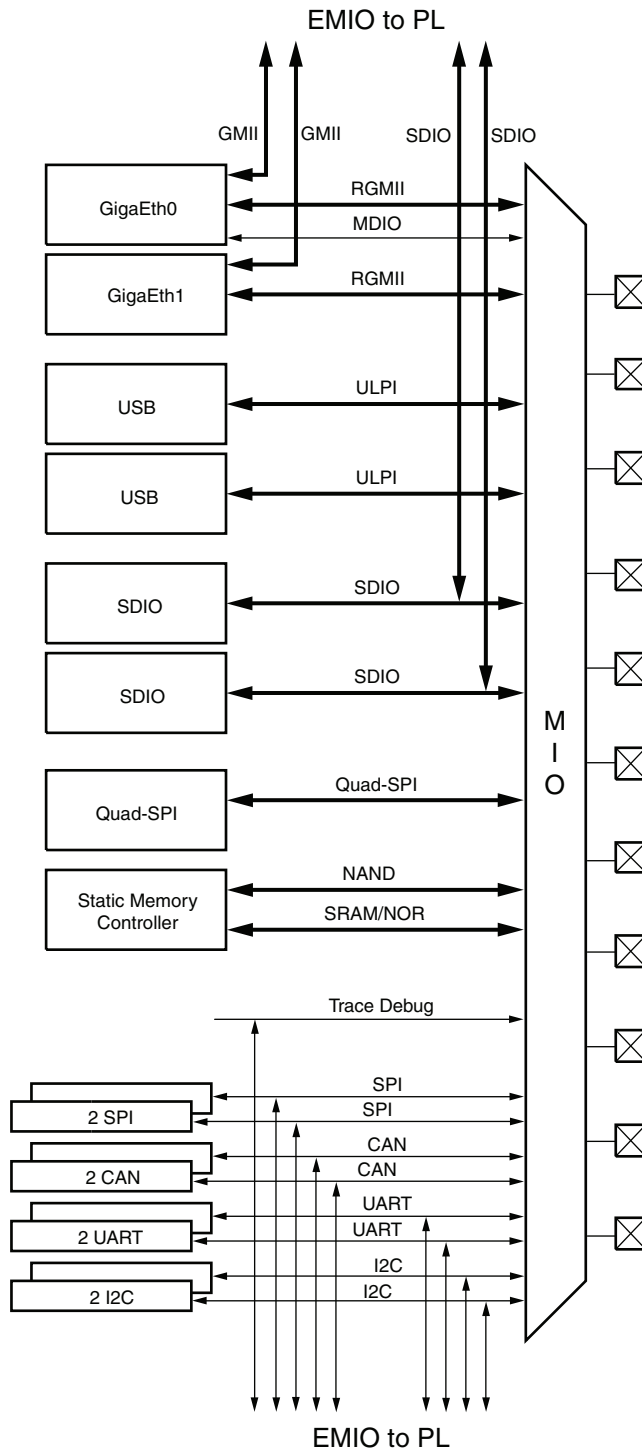 EMIO to PL
GMII
GMII
SDIO
SDIO
GigaEth0
RGMII
MDIO
GigaEth1
RGMII
USB
ULPI
USB
ULPI
SDIO
SDIO
SDIO
SDIO
M
I
O
Quad-SPI
Quad-SPI
Static Memory
Controller
NAND
SRAM/NOR
Trace Debug
SPI
2 SPI
SPI
CAN
2 CAN
CAN
UART
2 UART
UART
I2C
2 I2C
I2C
EMIO to PL